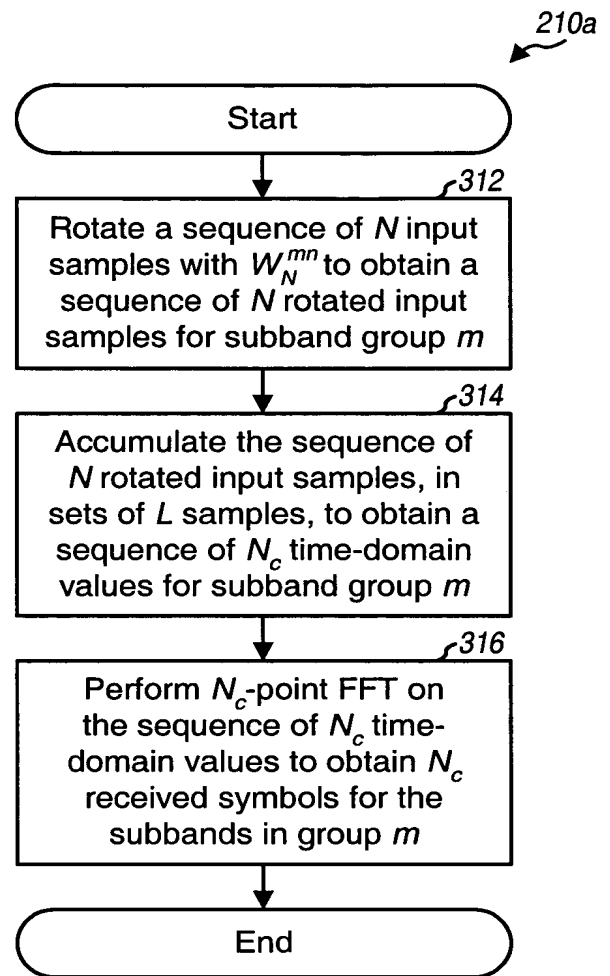 210a
Start
312
Rotate a sequence of N input
samples with W_N^{mn} to obtain a
sequence of N rotated input
samples for subband group m
314
Accumulate the sequence of
N rotated input samples, in
sets of L samples, to obtain a
sequence of N_c time-domain
values for subband group m
316
Perform N_c-point FFT on
the sequence of N_c time-
domain values to obtain N_c
received symbols for the
subbands in group m
End